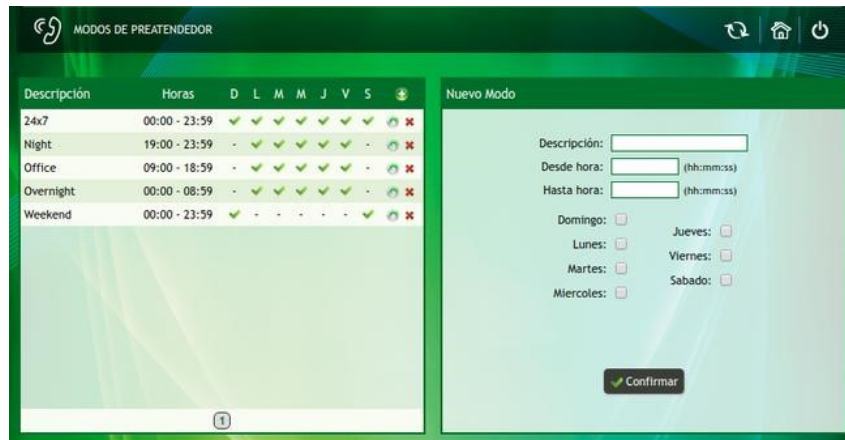 MODOS DE PREATENDEDOR
Descripción Horas D L M M J V S
24x7 00:00 - 23:59
Night 19:00 - 23:59 - -
Office 09:00 - 18:59 - -
Overnight 00:00 - 08:59 - -
Weekend 00:00 - 23:59 - - - - -
1
Nuevo Modo
Descripción:
Desde hora: (hh:mm:ss)
Hasta hora: (hh:mm:ss)
Domingo:
Lunes:
Martes:
Miercoles:
Jueves:
Viernes:
Sabado:
Confirmar